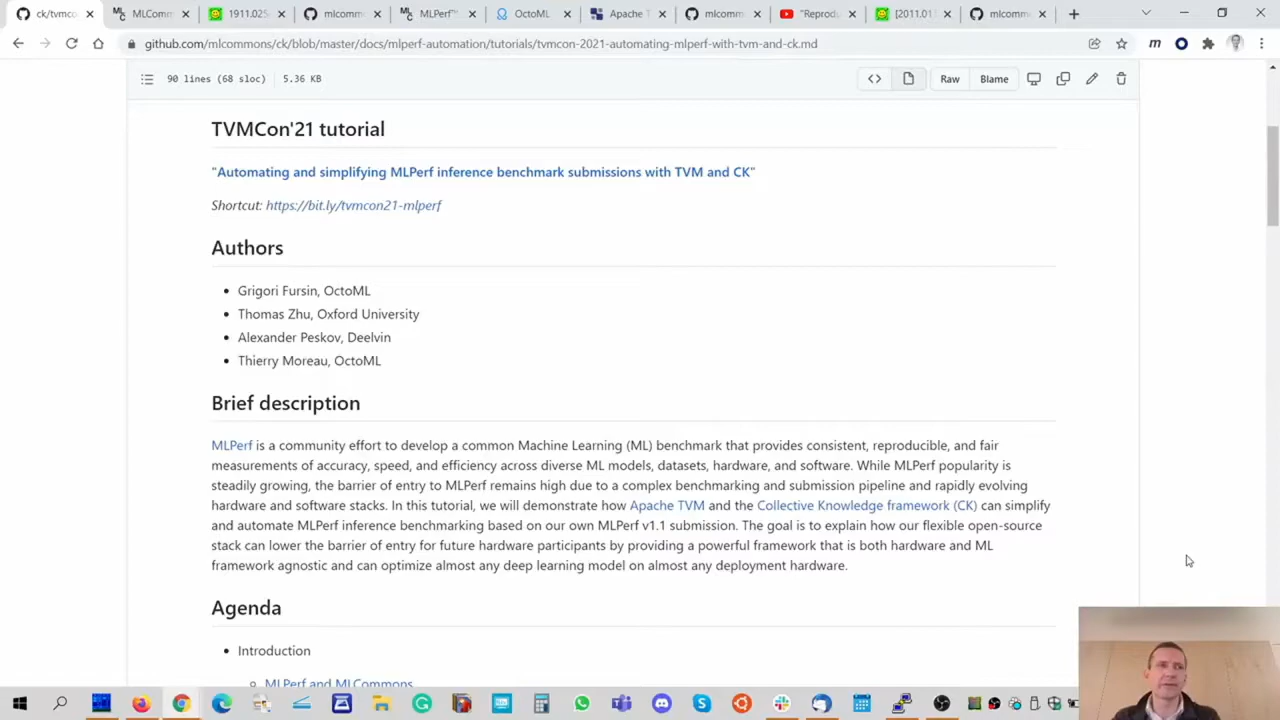 ck/tvmco
MLComm
1911.025
mlcomm
MLPerf™
OctoML
Apache T
mlcomm
"Reprodu
[2011.01
mlcomm
github.com/mlcommons/ck/blob/master/docs/mlperf-automation/tutorials/tvmcon-2021-automating-mlperf-with-tvm-and-ck.md
m
90 lines (68 sloc) 5.36 KB
Raw
Blame
TVMCon'21 tutorial
"Automating and simplifying MLPerf inference benchmark submissions with TVM and CK"
Shortcut: https://bit.ly/tvmcon21-mlperf
Authors
Grigori Fursin, OctoML
Thomas Zhu, Oxford University
Alexander Peskov, Deelvin
Thierry Moreau, OctoML
Brief description
MLPerf is a community effort to develop a common Machine Learning (ML) benchmark that provides consistent, reproducible, and fair
measurements of accuracy, speed, and efficiency across diverse ML models, datasets, hardware, and software. While MLPerf popularity is
steadily growing, the barrier of entry to MLPerf remains high due to a complex benchmarking and submission pipeline and rapidly evolving
hardware and software stacks. In this tutorial, we will demonstrate how Apache TVM and the Collective Knowledge framework (CK) can simplify
and automate MLPerf inference benchmarking based on our own MLPerf v1.1 submission. The goal is to explain how our flexible open-source
stack can lower the barrier of entry for future hardware participants by providing a powerful framework that is both hardware and ML
framework agnostic and can optimize almost any deep learning model on almost any deployment hardware.
Agenda
Introduction
MLPerf and MLCommons